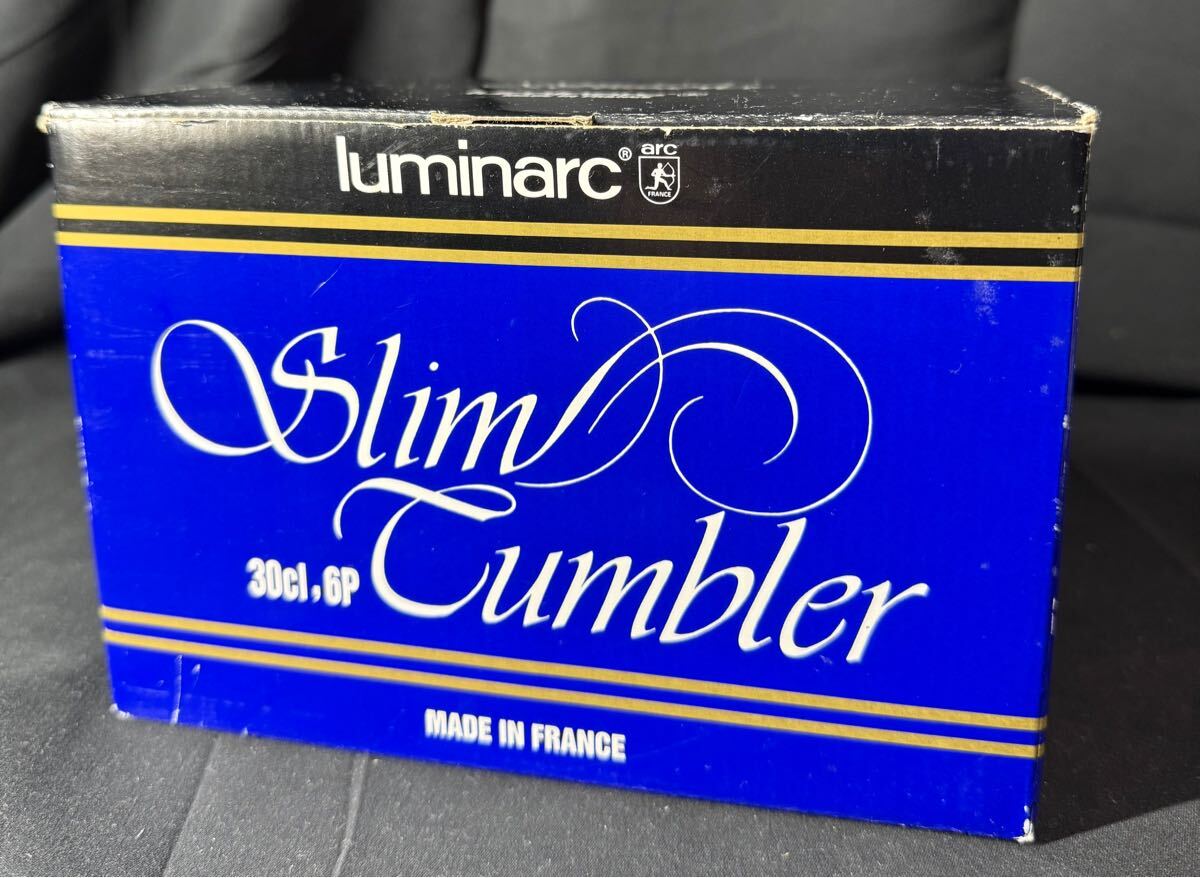 luminarc®
arc
FRANCE
Slim
Tumbler
30cl, 6P
MADE IN FRANCE